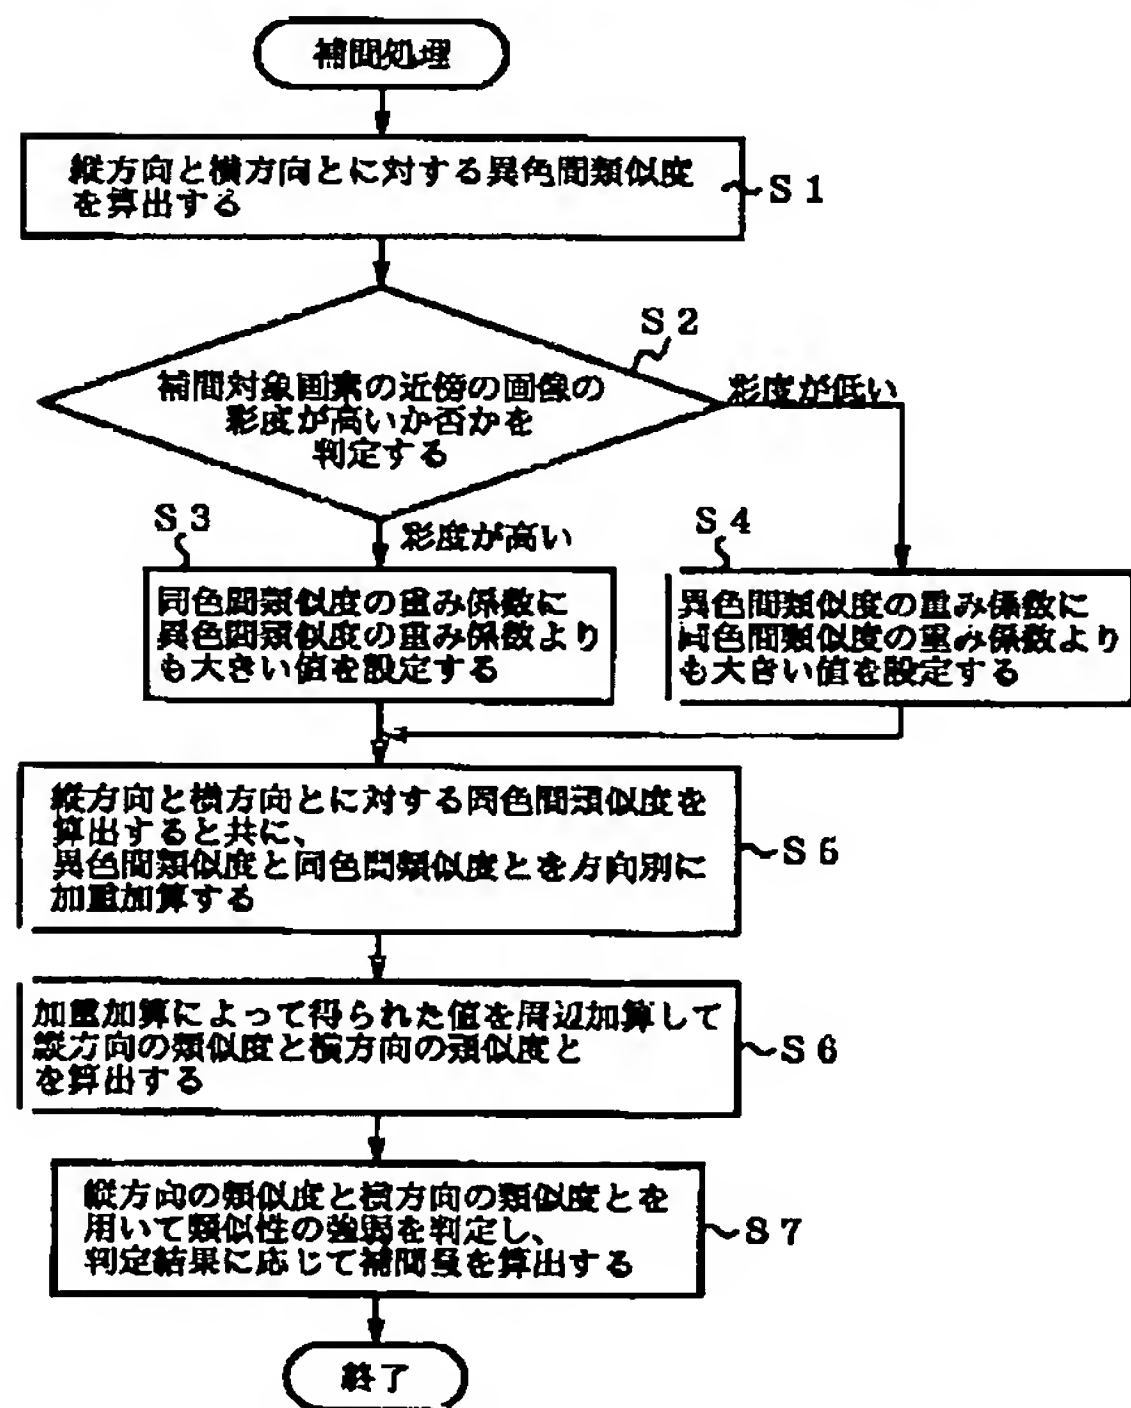 補間処理
縦方向と横方向とに対する異色間類似度
を算出する
S1
S2
補間対象画素の近傍の画像の
彩度が高いか否かを
判定する
彩度が低い
彩度が高い
S3
同色間類似度の重み係数に
異色間類似度の重み係数より
も大きい値を設定する
S4
異色間類似度の重み係数に
同色間類似度の重み係数より
も大きい値を設定する
縦方向と横方向とに対する同色間類似度を
算出すると共に、
異色間類似度と同色間類似度とを方向別に
加重加算する
S5
加重加算によって得られた値を周辺加算して
縦方向の類似度と横方向の類似度と
を算出する
S6
縦方向の類似度と横方向の類似度とを
用いて類似性の強弱を判定し、
判定結果に応じて補間量を算出する
S7
終了